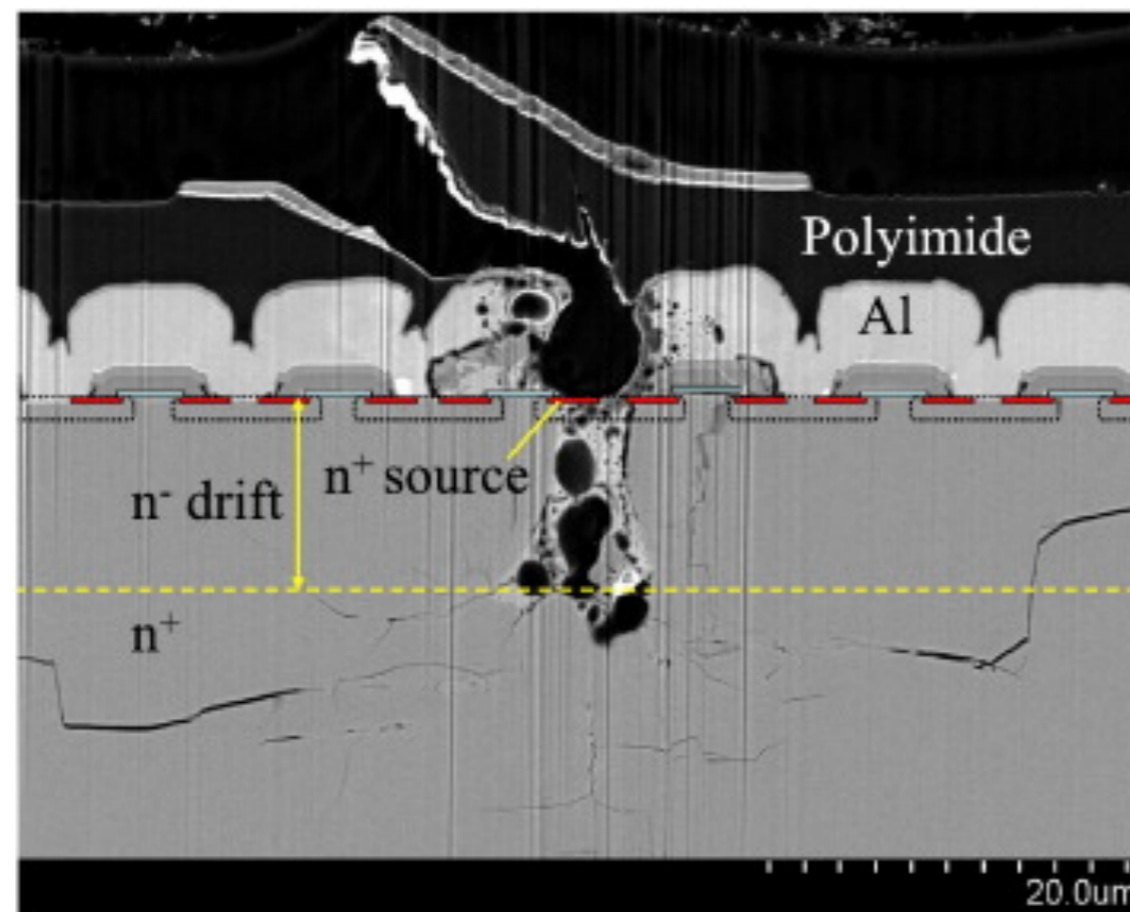 Polyimide
Al
n⁺ source
n⁻ drift
n⁺
20.0um